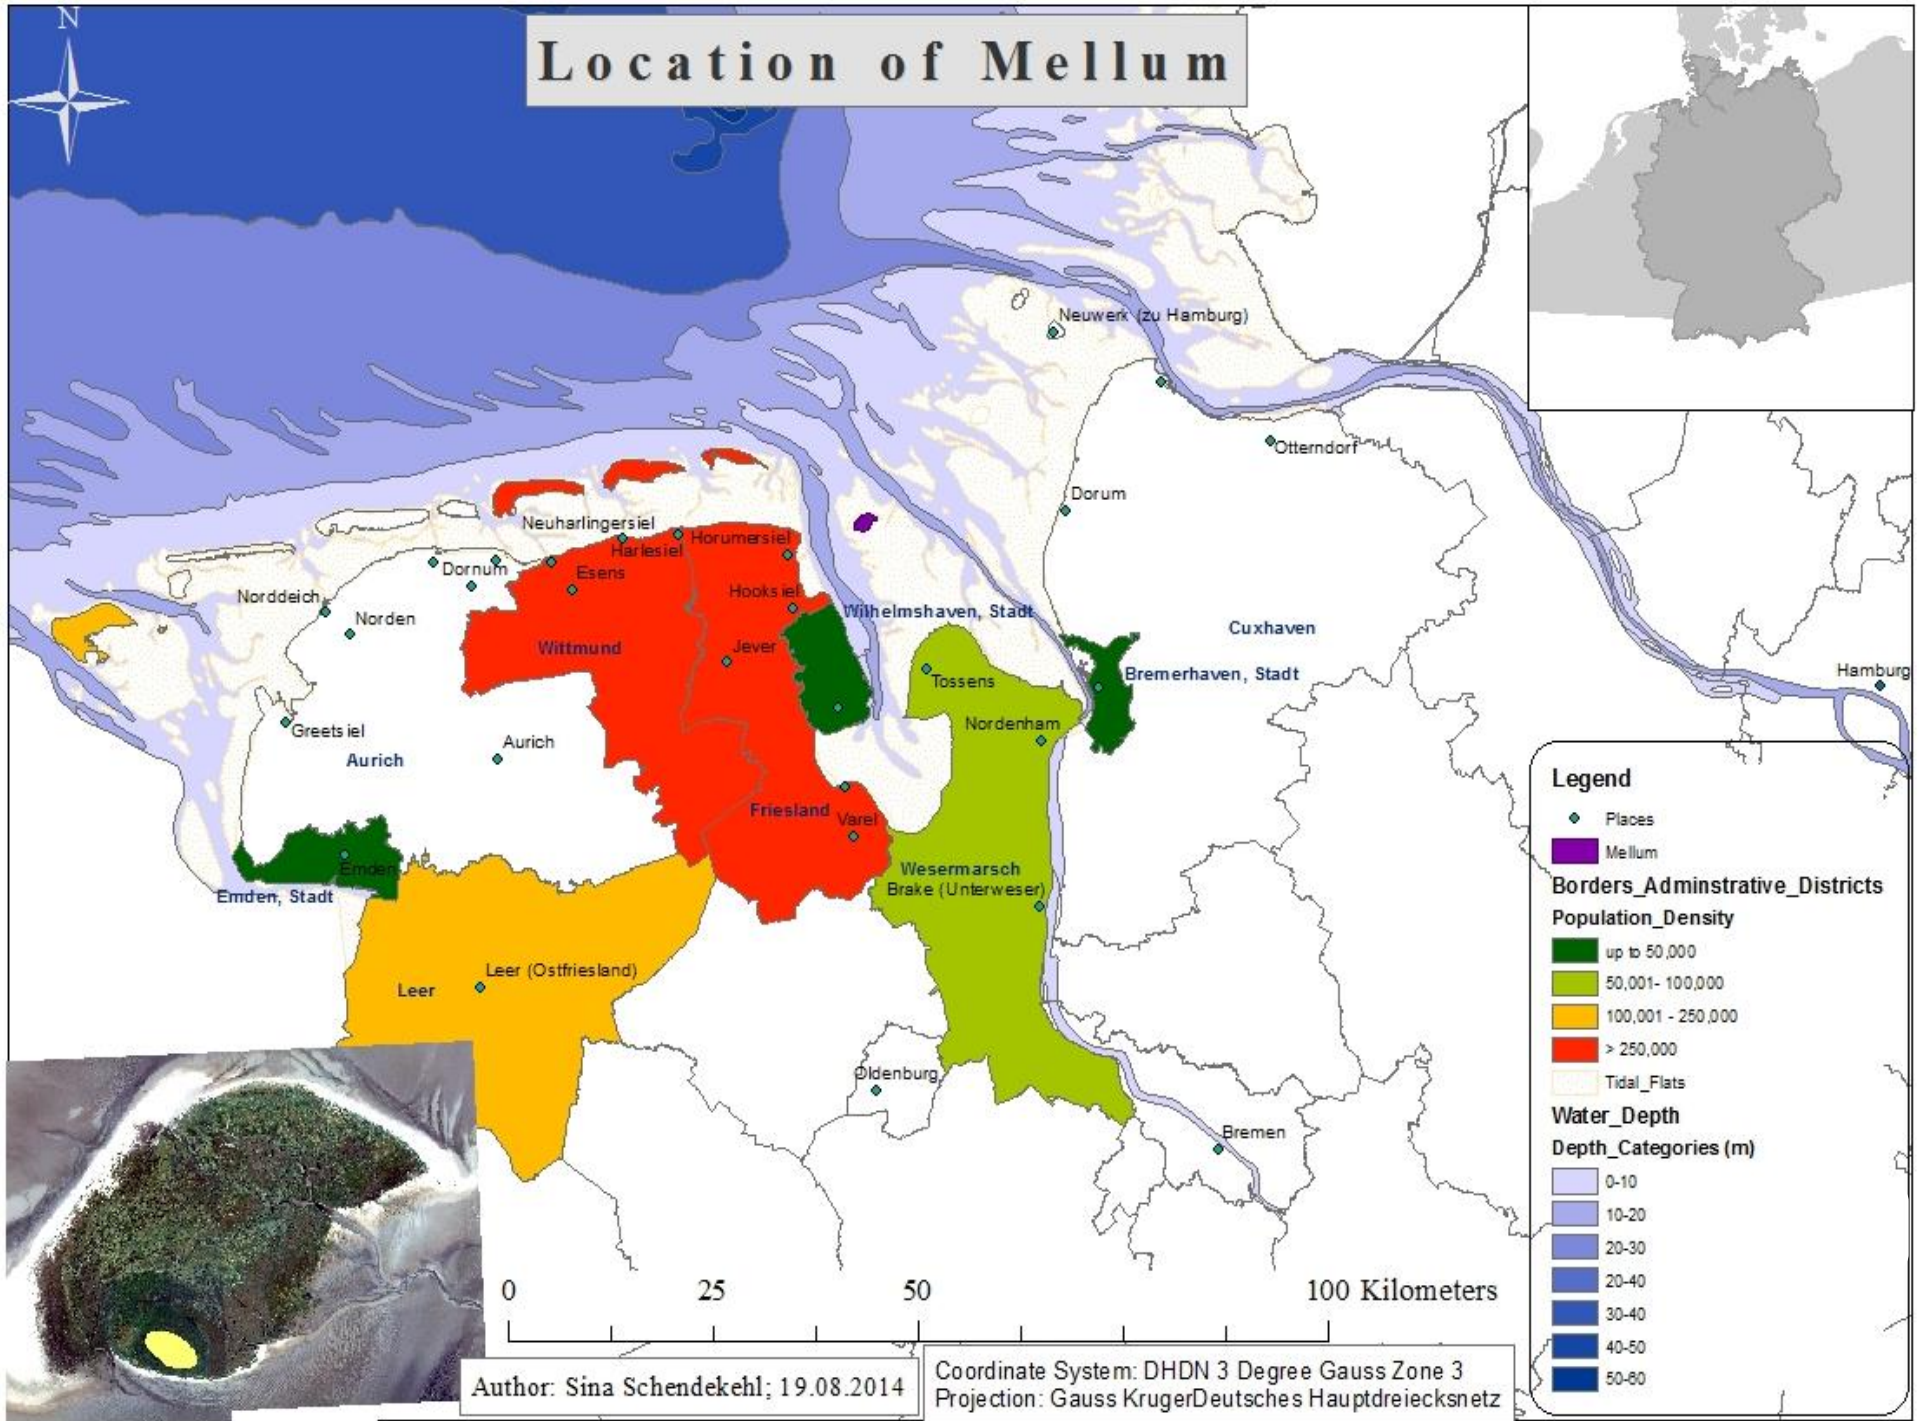 N
Location of Mellum
Neuwerk (zu Hamburg)
Otterndorf
Dorum
Neuharlingersiel
Harlesiel
Horumersiel
Dornum
Esens
Norddeich
Hooksiel
Norden
Wilhelmshaven, Stadt
Cuxhaven
Wittmund
Jever
Bremerhaven, Stadt
Hamburg
Tossens
Greetsiel
Nordenham
Aurich
Aurich
Friesland
Varel
Emden
Wesermarsch
Emden, Stadt
Brake (Unterweser)
Leer (Ostfriesland)
Leer
Oldenburg
Bremen
Legend
Places
Mellum
Borders_Adminstrative_Districts
Population_Density
up to 50,000
50,001- 100,000
100,001 - 250,000
> 250,000
Tidal_Flats
Water_Depth
Depth_Categories (m)
0-10
10-20
20-30
20-40
30-40
40-50
50-60
0 25 50 100 Kilometers
Author: Sina Schendekehl; 19.08.2014
Coordinate System: DHDN 3 Degree Gauss Zone 3
Projection: Gauss KrugerDeutsches Hauptdreiecksnetz